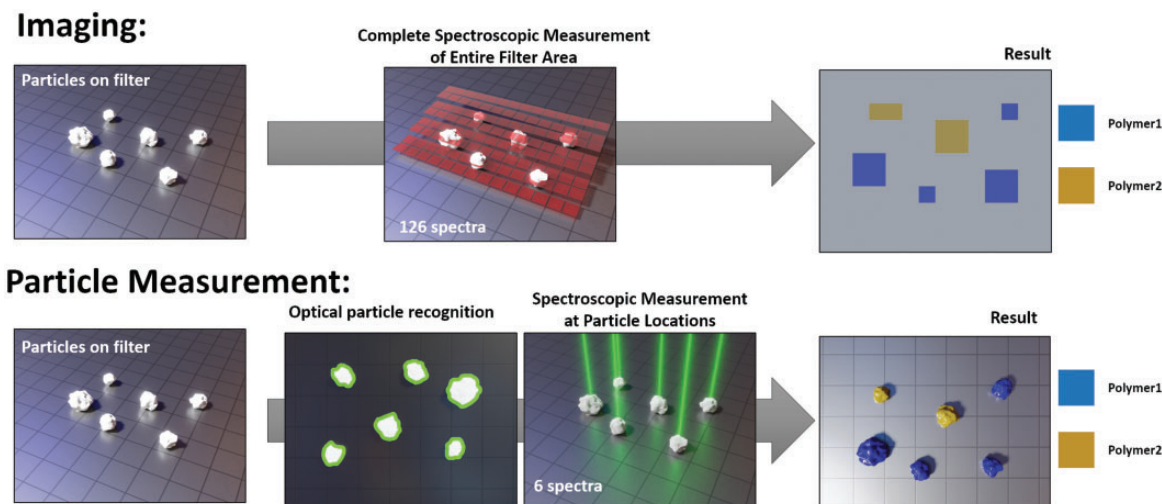 Imaging:
Complete Spectroscopic Measurement
of Entire Filter Area
Result
Particles on filter
126 spectra
Polymer1
Polymer2
Particle Measurement:
Optical particle recognition
Spectroscopic Measurement
at Particle Locations
Result
Particles on filter
6 spectra
Polymer1
Polymer2